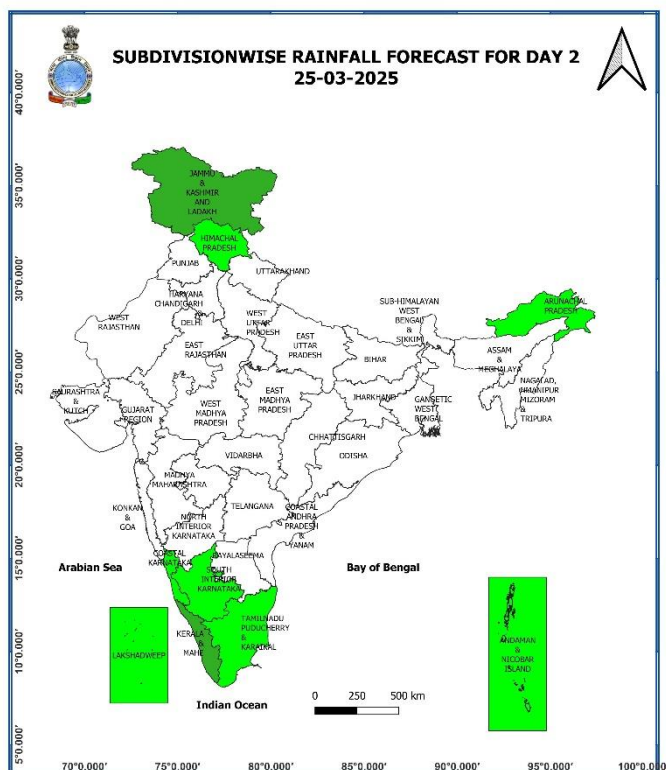 SUBDIVISIONWISE RAINFALL FORECAST FOR DAY 2
25-03-2025
40°0.000'
35°0.000'
30°0.000'
25°0.000'
20°0.000'
15°0.000'
10°0.000'
5°0.000'
JAMMU
&
KASHMIR
AND
LADAKH
HIMACHAL
PRADESH
PUNJAB
UTTARAKHAND
HARYANA
CHANDIGARH
DELHI
WEST
RAJASTHAN
WEST
UTTAR
PRADESH
EAST
RAJASTHAN
EAST
UTTAR
PRADESH
SUB-HIMALAYAN
WEST
BENGAL
&
SIKKIM
ARUNACHAL
PRADESH
BIHAR
ASSAM
&
MEGHALAYA
NAGALAD,
MANIPUR
MIZORAM
&
TRIPURA
SAURASHTRA
&
KUTCH
GUJARAT
REGION
WEST
MADHYA
PRADESH
EAST
MADHYA
PRADESH
JHARKHAND
GANGETIC
WEST
BENGAL
CHHATTISGARH
ODISHA
VIDARBHA
MADHYA
MAHARASHTRA
KONKAN
&
GOA
NORTH
INTERIOR
KARNATAKA
TELANGANA
COASTAL
ANDHRA
PRADESH
&
YANAM
COASTAL
KARNATAKA
RAYALASEEMA
SOUTH
INTERIOR
KARNATAKA
Arabian Sea
Bay of Bengal
LAKSHADWEEP
KERALA
&
MAHE
TAMILNADU
PUDUCHERRY
&
KARAIKAL
ANDAMAN
&
NICOBAR
ISLAND
Indian Ocean
0 250 500 km
70°0.000' 75°0.000' 80°0.000' 85°0.000' 90°0.000' 95°0.000' 100°0.000'